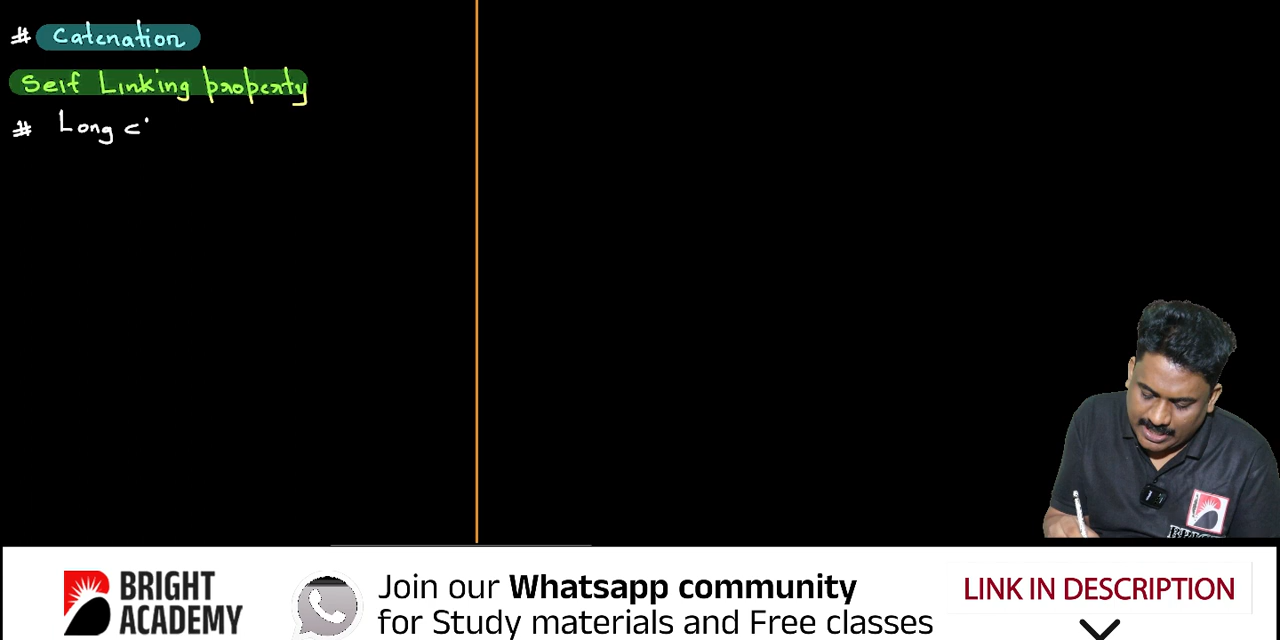 # Catenation
Self Linking property
# Long c
BRIGHT
ACADEMY
Join our Whatsapp community
for Study materials and Free classes
LINK IN DESCRIPTION